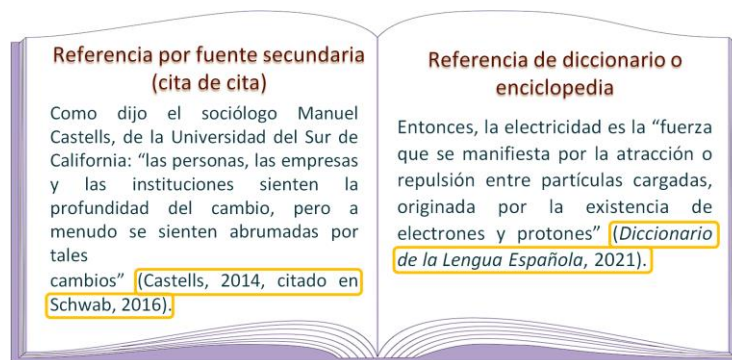 Referencia por fuente secundaria
(cita de cita)
Como dijo el sociólogo Manuel
Castells, de la Universidad del Sur de
California: “las personas, las empresas
y las instituciones sienten la
profundidad del cambio, pero a
menudo se sienten abrumadas por
tales
cambios” (Castells, 2014, citado en
Schwab, 2016).
Referencia de diccionario o
enciclopedia
Entonces, la electricidad es la “fuerza
que se manifiesta por la atracción o
repulsión entre partículas cargadas,
originada por la existencia de
electrones y protones” (Diccionario
de la Lengua Española, 2021).